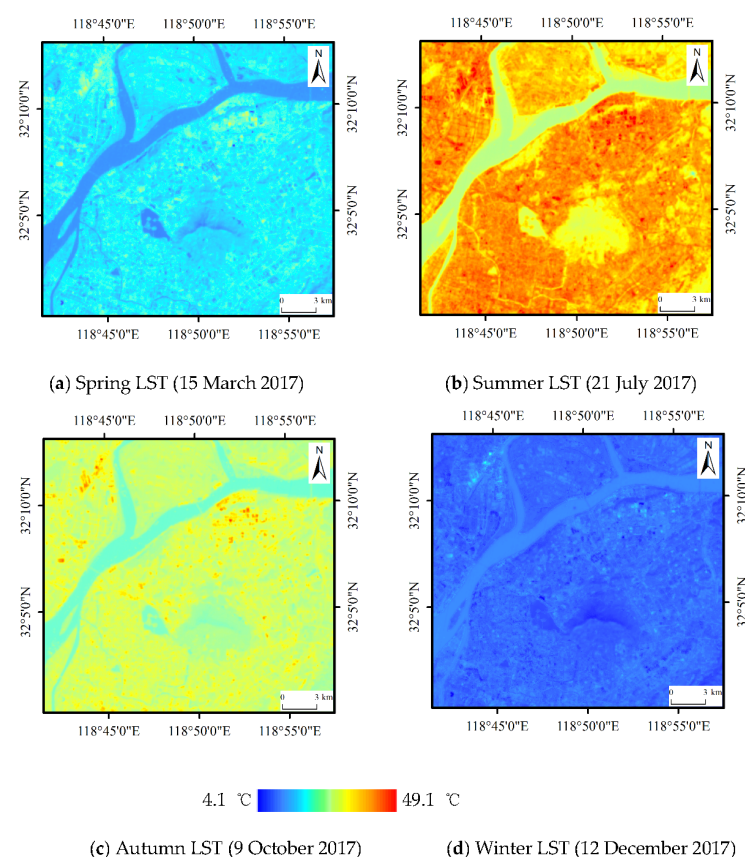 118°45'0"E 118°50'0"E 118°55'0"E 118°45'0"E 118°50'0"E 118°55'0"E
N N
32°10'0"N 32°10'0"N 32°10'0"N 32°10'0"N
32°5'0"N 32°5'0"N 32°5'0"N 32°5'0"N
0 3 km 0 3 km
118°45'0"E 118°50'0"E 118°55'0"E 118°45'0"E 118°50'0"E 118°55'0"E
(a) Spring LST (15 March 2017) (b) Summer LST (21 July 2017)
118°45'0"E 118°50'0"E 118°55'0"E 118°45'0"E 118°50'0"E 118°55'0"E
N N
32°10'0"N 32°10'0"N 32°10'0"N 32°10'0"N
32°5'0"N 32°5'0"N 32°5'0"N 32°5'0"N
0 3 km 0 3 km
118°45'0"E 118°50'0"E 118°55'0"E 118°45'0"E 118°50'0"E 118°55'0"E
4.1 ℃ 49.1 ℃
(c) Autumn LST (9 October 2017) (d) Winter LST (12 December 2017)